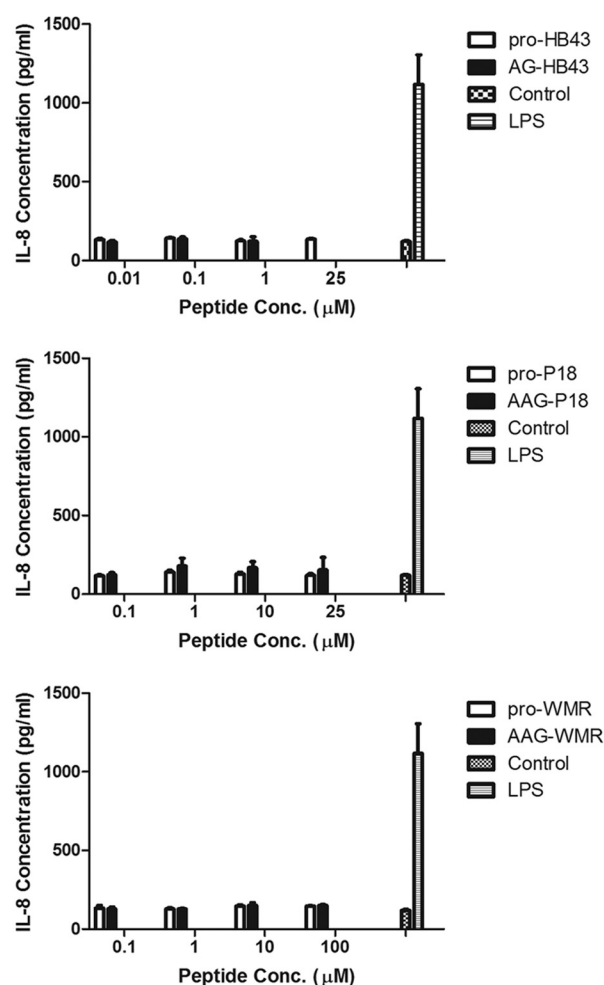 IL-8 Concentration (pg/ml)
1500
1000
500
0
0.01 0.1 1 25
Peptide Conc. (µM)
pro-HB43
AG-HB43
Control
LPS
IL-8 Concentration (pg/ml)
1500
1000
500
0
0.1 1 10 25
Peptide Conc. (µM)
pro-P18
AAG-P18
Control
LPS
IL-8 Concentration (pg/ml)
1500
1000
500
0
0.1 1 10 100
Peptide Conc. (µM)
pro-WMR
AAG-WMR
Control
LPS